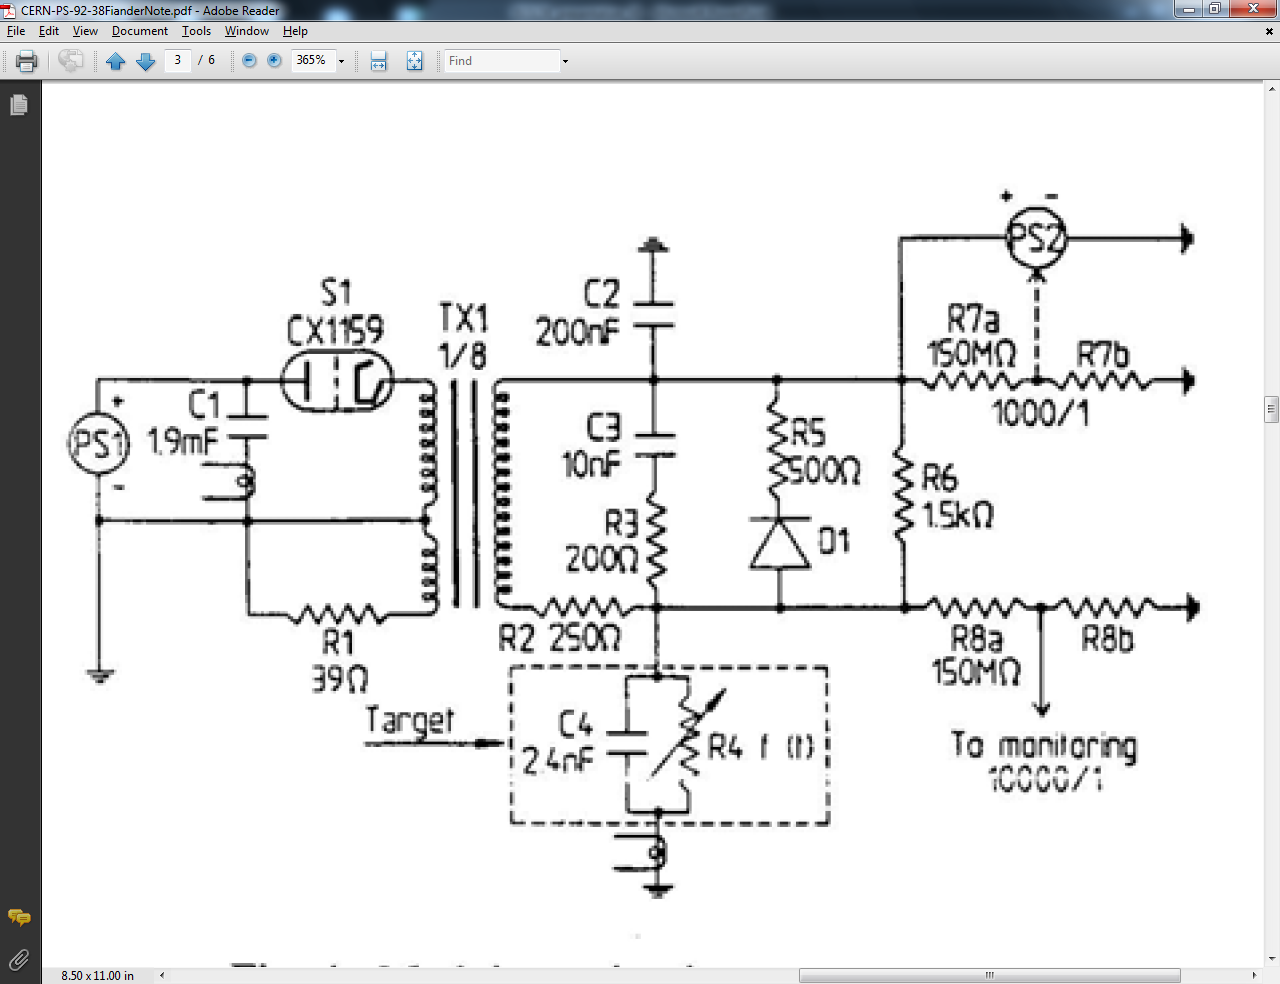 CERN-PS-92-38FianderNote.pdf - Adobe Reader
File Edit View Document Tools Window Help
3 / 6 365% Find
+ -
PS2
S1
CX1159
TX1
1/8
C2
200nF
R7a
150MΩ
R7b
1000/1
+
PS1
-
C1
1.9mF
C3
10nF
R5
500Ω
R6
1.5kΩ
R3
200Ω
D1
R1
39Ω
R2 250Ω
R8a
150MΩ
R8b
Target
C4
2.4nF
R4 f (t)
To monitoring
10000/1
8.50 x 11.00 in